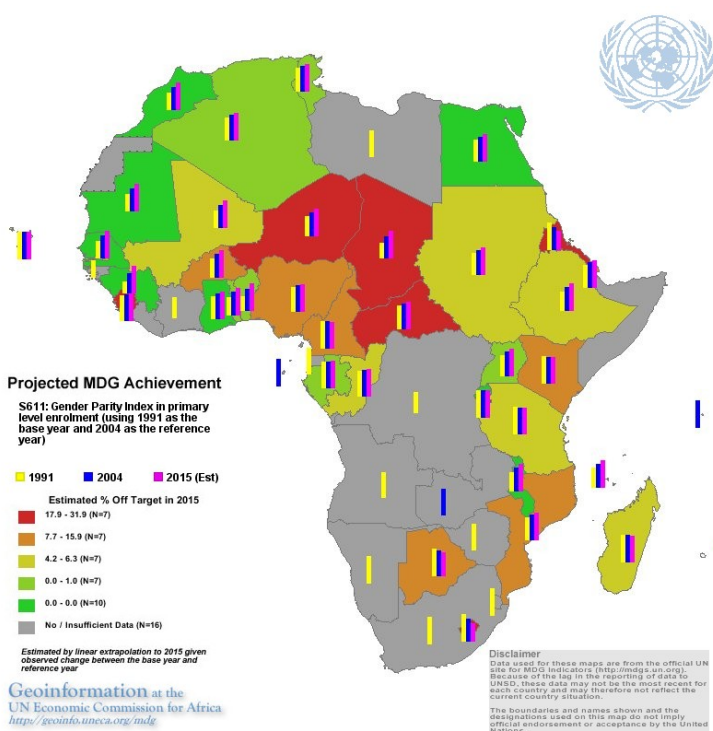 Projected MDG Achievement
S611: Gender Parity Index in primary
level enrolment (using 1991 as the
base year and 2004 as the reference
year)
1991 2004 2015 (Est)
Estimated % Off Target in 2015
17.9 - 31.9 (N=7)
7.7 - 15.9 (N=7)
4.2 - 6.3 (N=7)
0.0 - 1.0 (N=7)
0.0 - 0.0 (N=10)
No / Insufficient Data (N=16)
Estimated by linear extrapolation to 2015 given
observed change between the base year and
reference year
Geoinformation at the
UN Economic Commission for Africa
http://geoinfo.uneca.org/mdg
Disclaimer
Data used for these maps are from the official UN
site for MDG Indicators (http://mdgs.un.org).
Because of the lag in the reporting of data to
UNSD, these data may not be the most recent for
each country and may therefore not reflect the
current country situation.
The boundaries and names shown and the
designations used on this map do not imply
official endorsement or acceptance by the United
Nations.